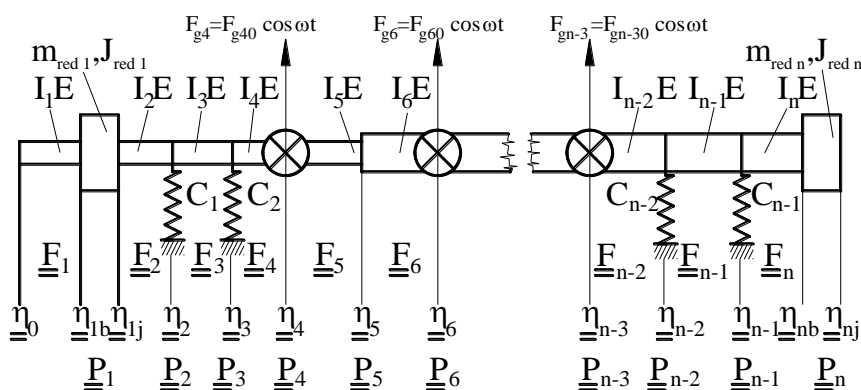 F_g4=F_g40 cosωt F_g6=F_g60 cosωt F_gn-3=F_gn-30 cosωt
m_red 1,J_red 1 m_red n,J_red n
I_1E I_2E I_3E I_4E I_5E I_6E I_n-2E I_n-1E I_nE
C_1 C_2 C_n-2 C_n-1
F_1 F_2 F_3 F_4 F_5 F_6 F_n-2 F_n-1 F_n
η_0 η_1b η_1j η_2 η_3 η_4 η_5 η_6 η_n-3 η_n-2 η_n-1 η_nb η_nj
P_1 P_2 P_3 P_4 P_5 P_6 P_n-3 P_n-2 P_n-1 P_n